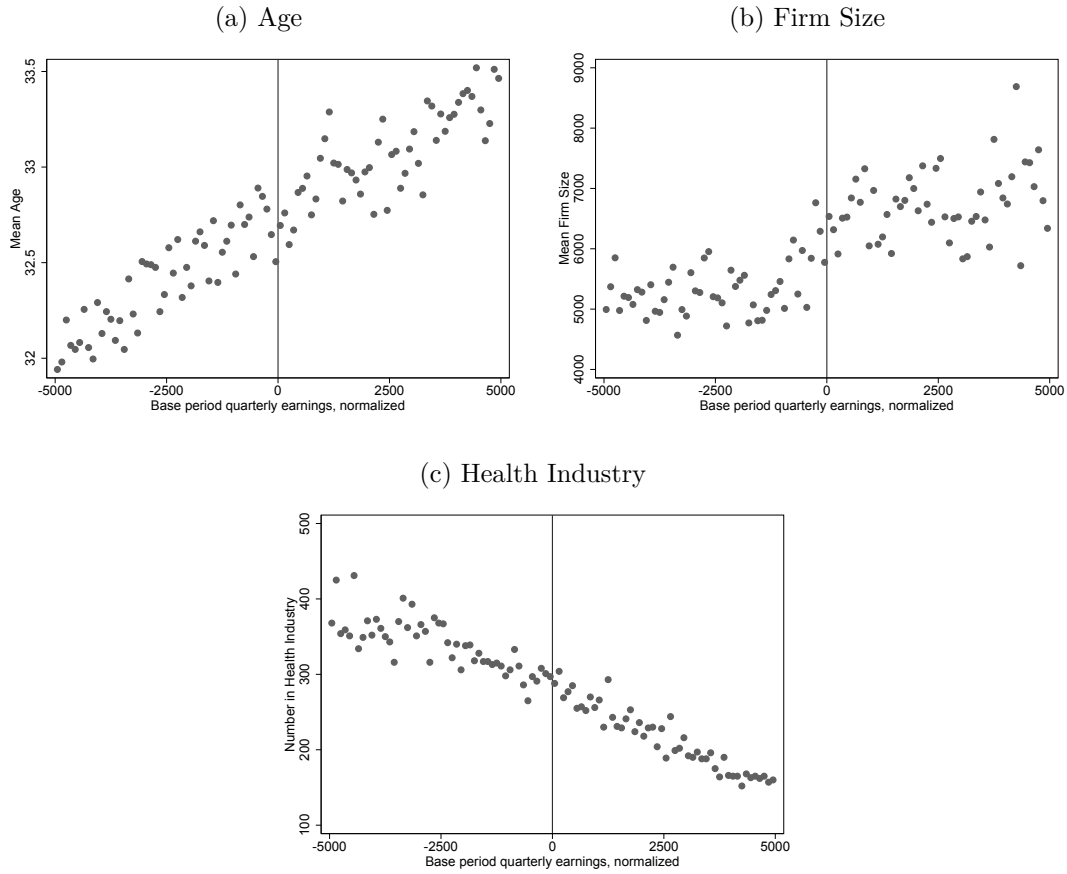 (a) Age
Mean Age
33.5
33
32.5
32
-5000 -2500 0 2500 5000
Base period quarterly earnings, normalized
(b) Firm Size
Mean Firm Size
9000
8000
7000
6000
5000
4000
-5000 -2500 0 2500 5000
Base period quarterly earnings, normalized
(c) Health Industry
Number in Health Industry
500
400
300
200
100
-5000 -2500 0 2500 5000
Base period quarterly earnings, normalized